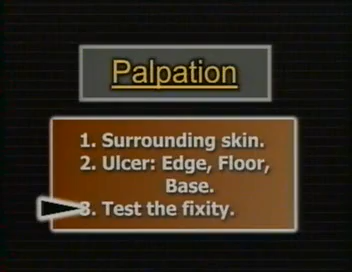 Palpation
1. Surrounding skin.
2. Ulcer: Edge, Floor,
Base.
3. Test the fixity.